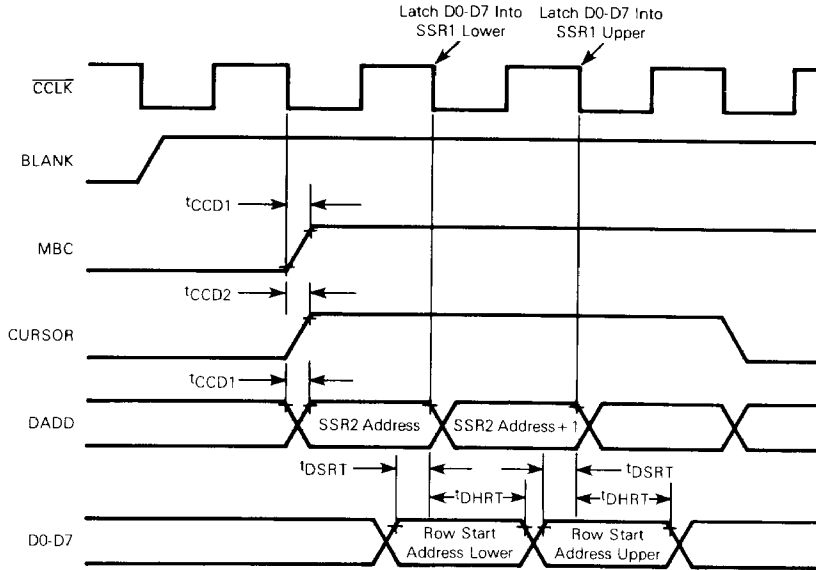 Latch D0-D7 Into
SSR1 Lower
Latch D0-D7 Into
SSR1 Upper
CCLK
BLANK
tCCD1
MBC
tCCD2
CURSOR
tCCD1
DADD
SSR2 Address
SSR2 Address + 1
tDSRT
tDSRT
tDHRT
tDHRT
D0-D7
Row Start
Address Lower
Row Start
Address Upper